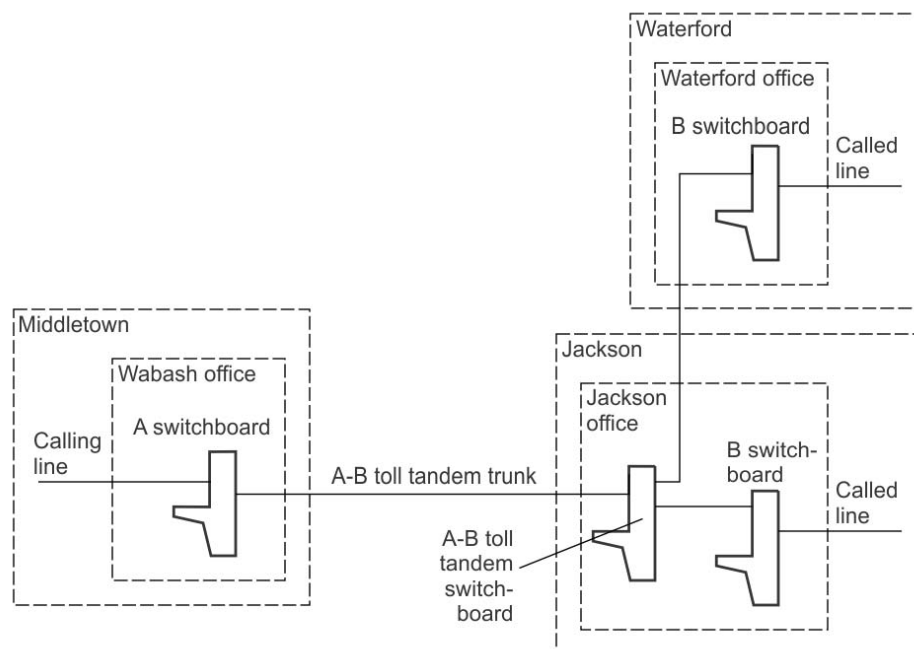 Waterford
Waterford office
B switchboard
Called
line
Middletown
Wabash office
A switchboard
Calling
line
A-B toll tandem trunk
Jackson
Jackson
office
B switch-
board
Called
line
A-B toll
tandem
switch-
board